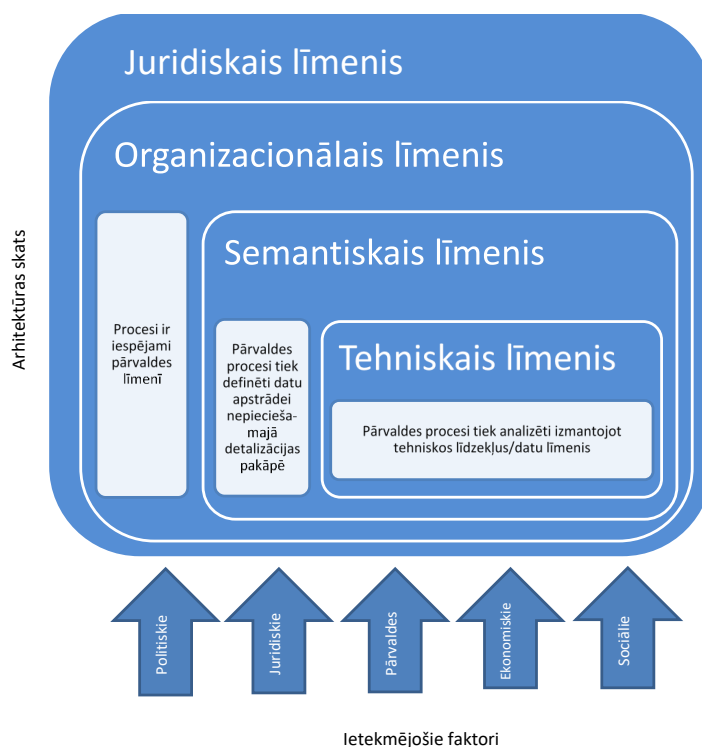 Juridiskais līmenis
Organizacionālais līmenis
Arhitektūras skats
Semantiskais līmenis
Procesi ir
iespējami
pārvaldes
līmenī
Pārvaldes
procesi tiek
definēti datu
apstrādei
nepiecieša-
majā
detalizācijas
pakāpē
Tehniskais līmenis
Pārvaldes procesi tiek analizēti izmantojot
tehniskos līdzekļus/datu līmenis
Politiskie
Juridiskie
Pārvaldes
Ekonomiskie
Sociālie
Ietekmējošie faktori